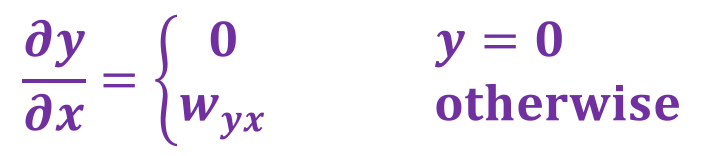 ∂y/∂x = { 0 y = 0
w_yx otherwise